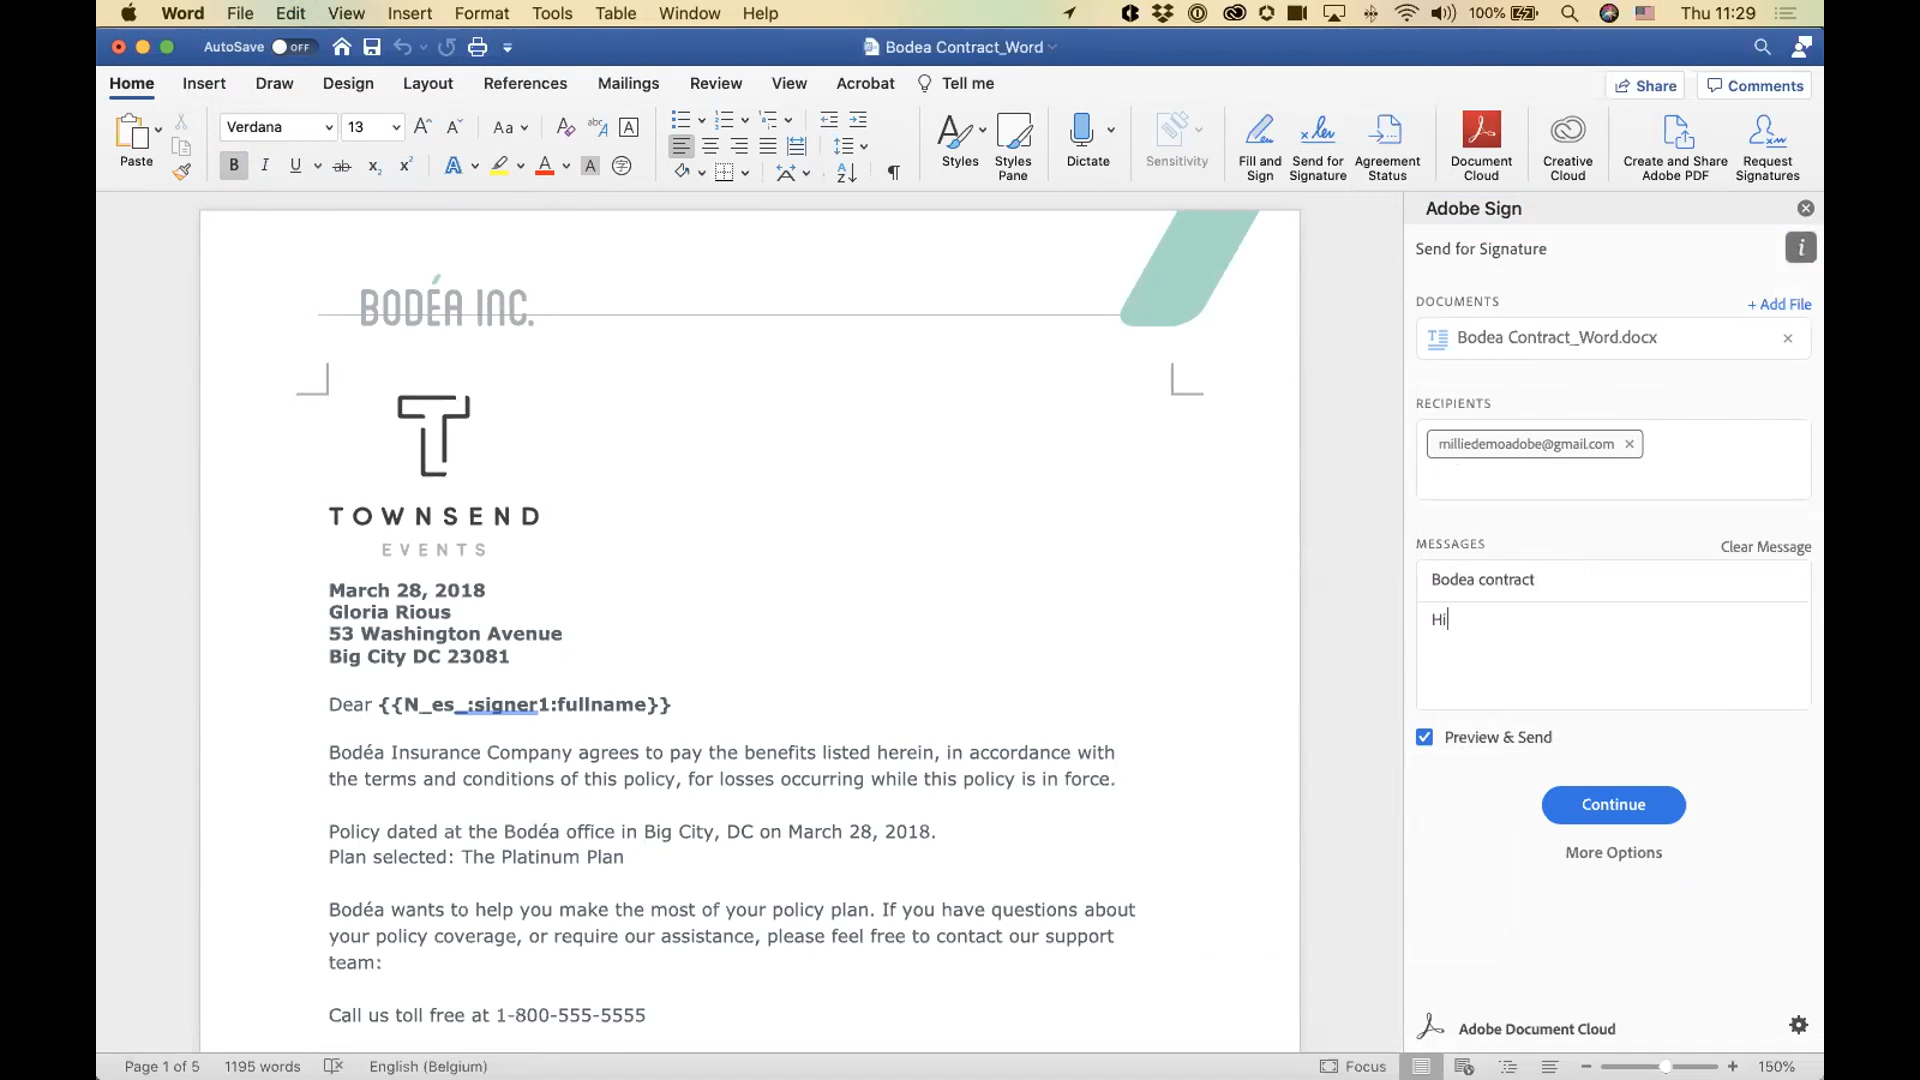 Word File Edit View Insert Format Tools Table Window Help 100% Thu 11:29
AutoSave OFF Bodea Contract_Word
Home Insert Draw Design Layout References Mailings Review View Acrobat Tell me Share Comments
Paste Verdana 13 Aa Styles Styles Pane Dictate Sensitivity Fill and Sign Send for Signature Agreement Status Document Cloud Creative Cloud Create and Share Adobe PDF Request Signatures
B I U ab x₂ x² A A A
BODÉA INC.
T
TOWNSEND
EVENTS
March 28, 2018
Gloria Rious
53 Washington Avenue
Big City DC 23081
Dear {{N_es_:signer1:fullname}}
Bodéa Insurance Company agrees to pay the benefits listed herein, in accordance with
the terms and conditions of this policy, for losses occurring while this policy is in force.
Policy dated at the Bodéa office in Big City, DC on March 28, 2018.
Plan selected: The Platinum Plan
Bodéa wants to help you make the most of your policy plan. If you have questions about
your policy coverage, or require our assistance, please feel free to contact our support
team:
Call us toll free at 1-800-555-5555
Adobe Sign
Send for Signature
DOCUMENTS
+ Add File
Bodea Contract_Word.docx
RECIPIENTS
milliedemoadobe@gmail.com
MESSAGES
Clear Message
Bodea contract
Hi
Preview & Send
Continue
More Options
Adobe Document Cloud
Page 1 of 5 1195 words English (Belgium) Focus 150%